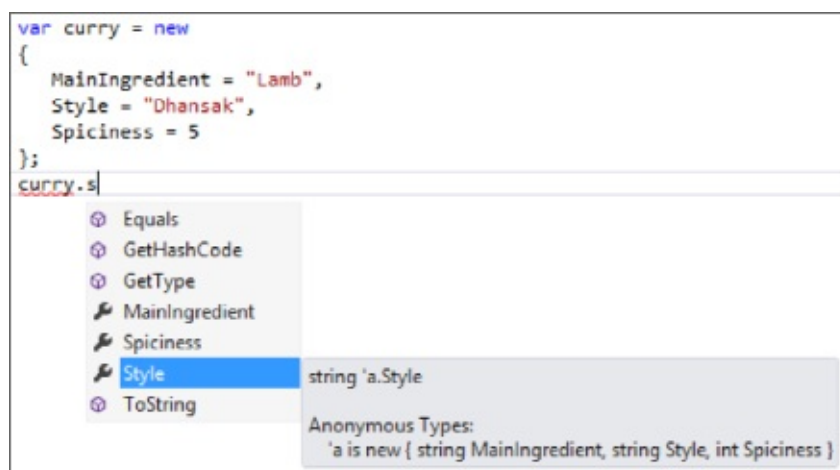 var curry = new
{
MainIngredient = "Lamb",
Style = "Dhansak",
Spiciness = 5
};
curry.s
Equals
GetHashCode
GetType
MainIngredient
Spiciness
Style
ToString
string 'a.Style
Anonymous Types:
'a is new { string MainIngredient, string Style, int Spiciness }